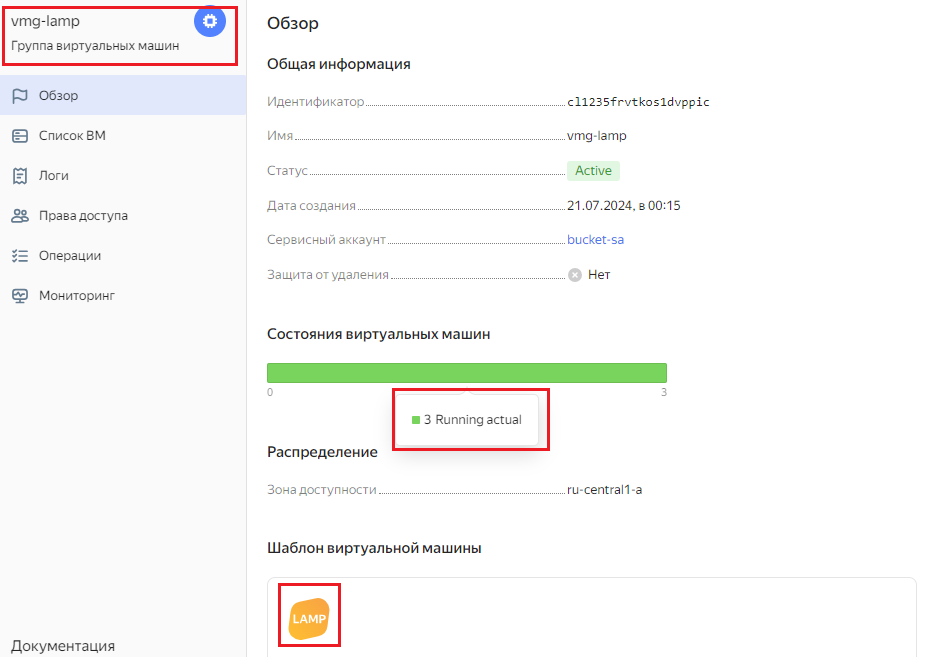 vmg-lamp
Группа виртуальных машин
Обзор
Список ВМ
Логи
Права доступа
Операции
Мониторинг
Документация
Обзор
Общая информация
Идентификатор cl1235frvtkos1dvppic
Имя vmg-lamp
Статус Active
Дата создания 21.07.2024, в 00:15
Сервисный аккаунт bucket-sa
Защита от удаления Нет
Состояния виртуальных машин
0 3
3 Running actual
Распределение
Зона доступности ru-central1-a
Шаблон виртуальной машины
LAMP